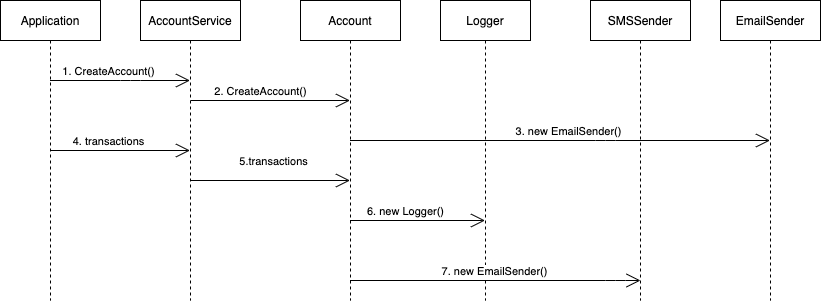 Application
AccountService
Account
Logger
SMSSender
EmailSender
1. CreateAccount()
2. CreateAccount()
3. new EmailSender()
4. transactions
5.transactions
6. new Logger()
7. new EmailSender()